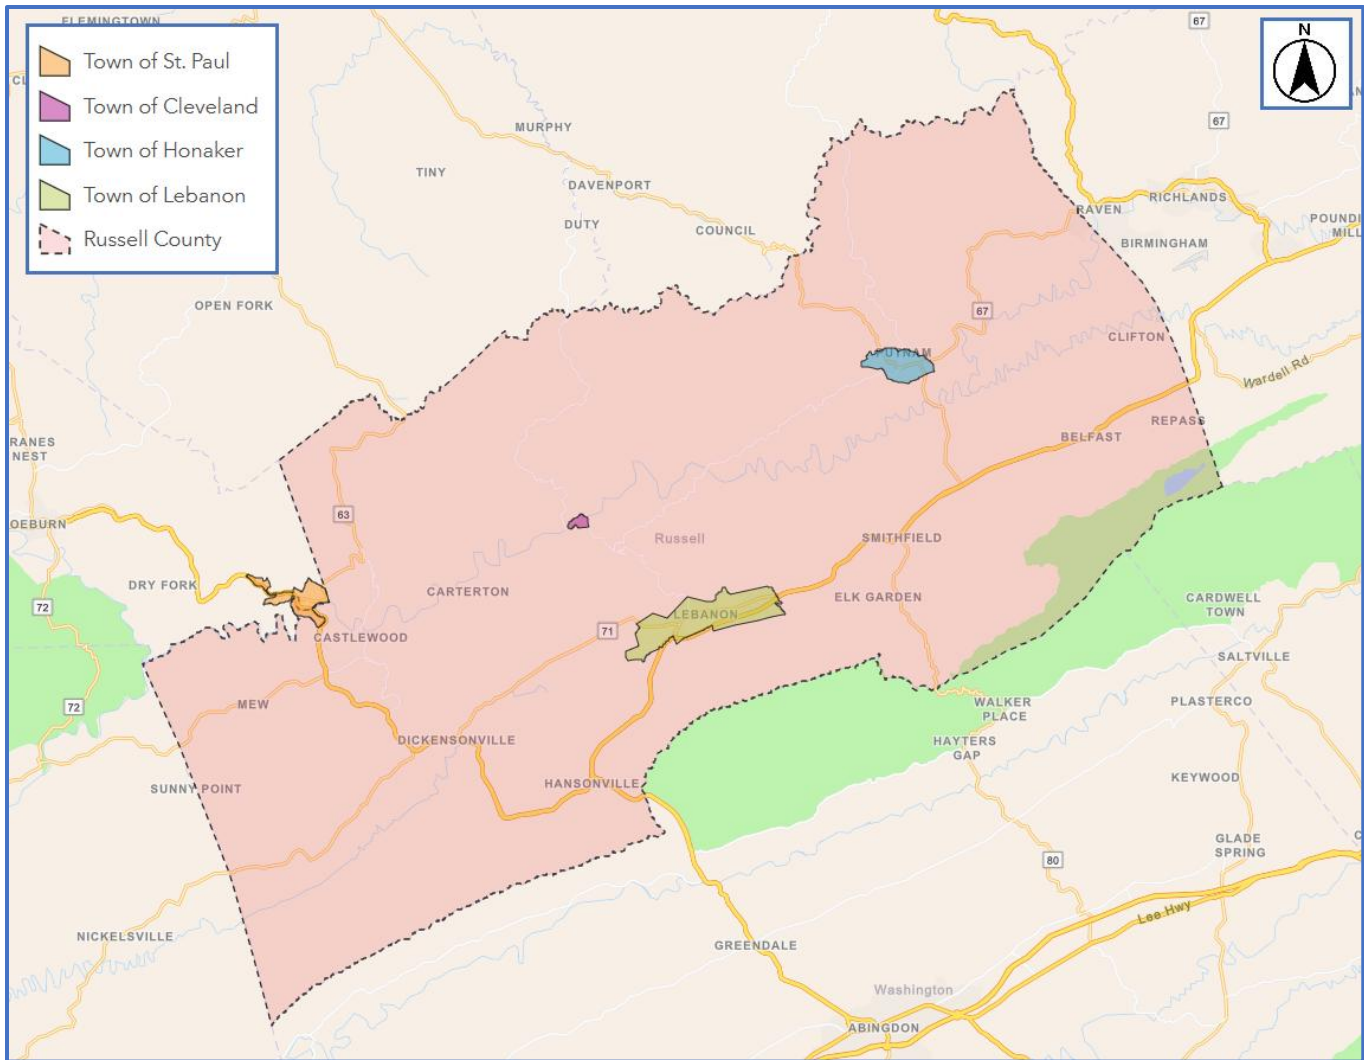 FLEMINGTOWN
67
N
Town of St. Paul
Town of Cleveland
Town of Honaker
Town of Lebanon
Russell County
67
MURPHY
TINY
DAVENPORT
DUTY
COUNCIL
RICHLANDS
RAVEN
POUNDI
MILL
BIRMINGHAM
OPEN FORK
67
CLIFTON
PUTNAM
Wardell Rd
REPASS
BELFAST
RANES
NEST
63
OEBURN
Russell
SMITHFIELD
DRY FORK
CARTERTON
ELK GARDEN
CARDWELL
TOWN
72
LEBANON
71
CASTLEWOOD
SALTVILLE
MEW
72
WALKER
PLACE
PLASTERCO
DICKENSONVILLE
HAYTERS
GAP
SUNNY POINT
HANSONVILLE
KEYWOOD
GLADE
SPRING
80
Lee Hwy
NICKELSVILLE
GREENDALE
Washington
ABINGDON